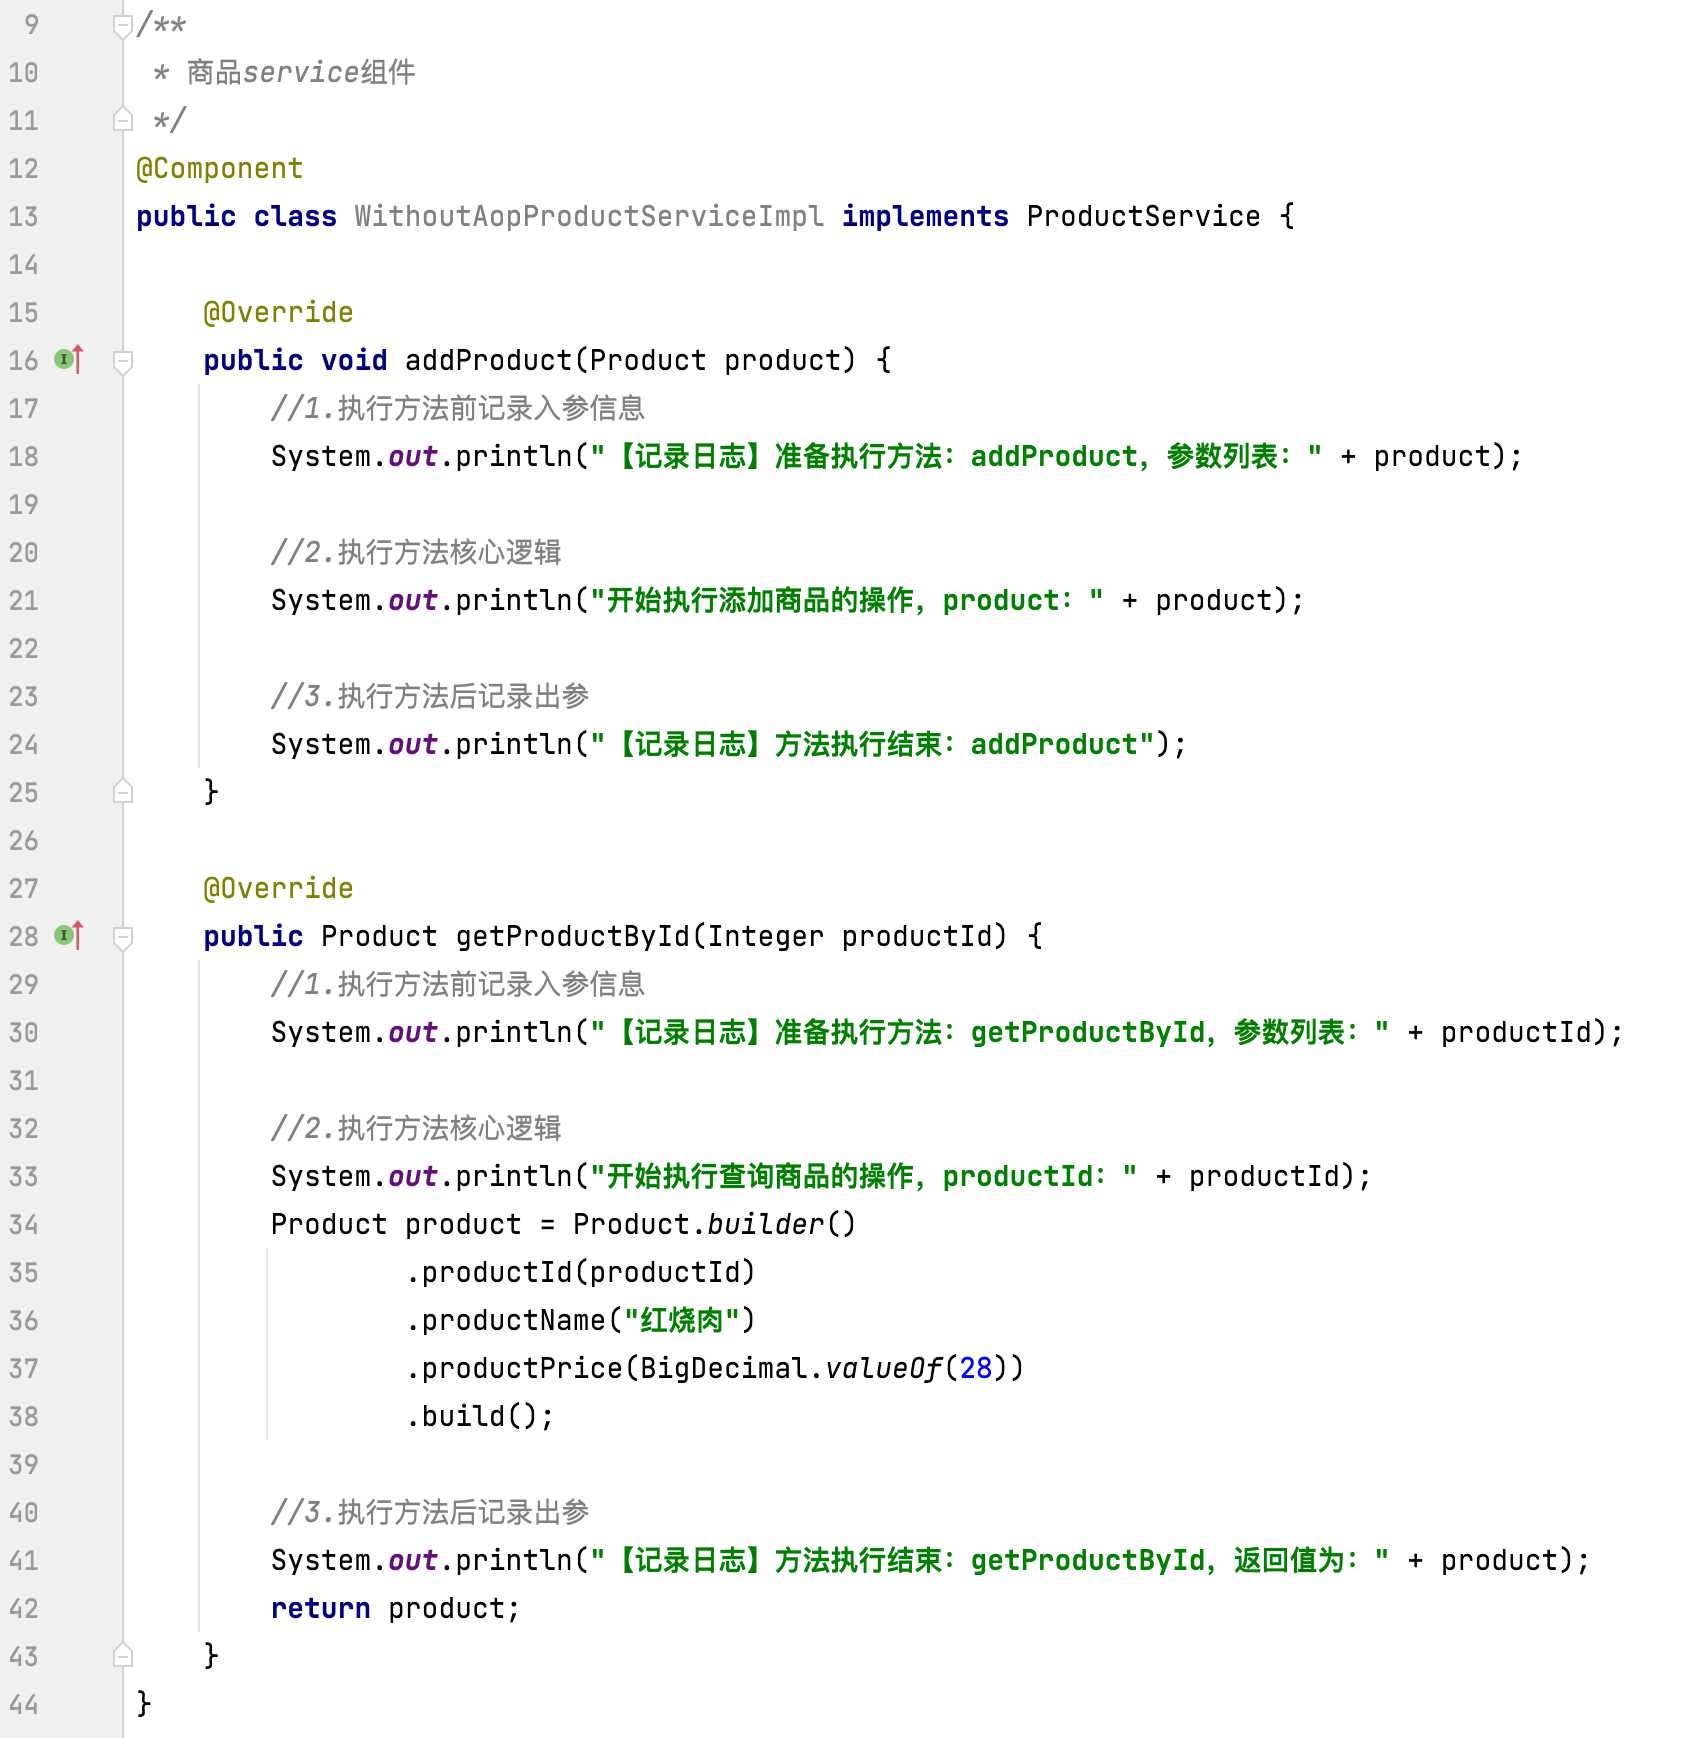 9 /**
10 * 商品service组件
11 */
12 @Component
13 public class WithoutAopProductServiceImpl implements ProductService {
14
15 @Override
16 public void addProduct(Product product) {
17 //1.执行方法前记录入参信息
18 System.out.println("【记录日志】准备执行方法：addProduct，参数列表：" + product);
19
20 //2.执行方法核心逻辑
21 System.out.println("开始执行添加商品的操作，product：" + product);
22
23 //3.执行方法后记录出参
24 System.out.println("【记录日志】方法执行结束：addProduct");
25 }
26
27 @Override
28 public Product getProductById(Integer productId) {
29 //1.执行方法前记录入参信息
30 System.out.println("【记录日志】准备执行方法：getProductById，参数列表：" + productId);
31
32 //2.执行方法核心逻辑
33 System.out.println("开始执行查询商品的操作，productId：" + productId);
34 Product product = Product.builder()
35 .productId(productId)
36 .productName("红烧肉")
37 .productPrice(BigDecimal.valueOf(28))
38 .build();
39
40 //3.执行方法后记录出参
41 System.out.println("【记录日志】方法执行结束：getProductById，返回值为：" + product);
42 return product;
43 }
44 }